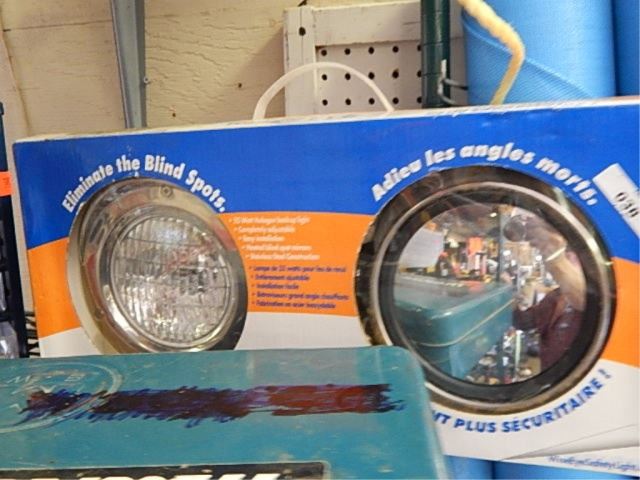 Eliminate the Blind Spots.
Adieu les angles morts.
• 55 Watt Halogen backup light
• Completely adjustable
• Easy installation
• Heated blind spot mirrors
• Stainless Steel Construction
• Lampe de 55 watts pour feu de recul
• Entièrement ajustable
• Installation facile
• Rétroviseurs grand angle chauffants
• Fabrication en acier inoxydable
NT PLUS SÉCURITAIRE !